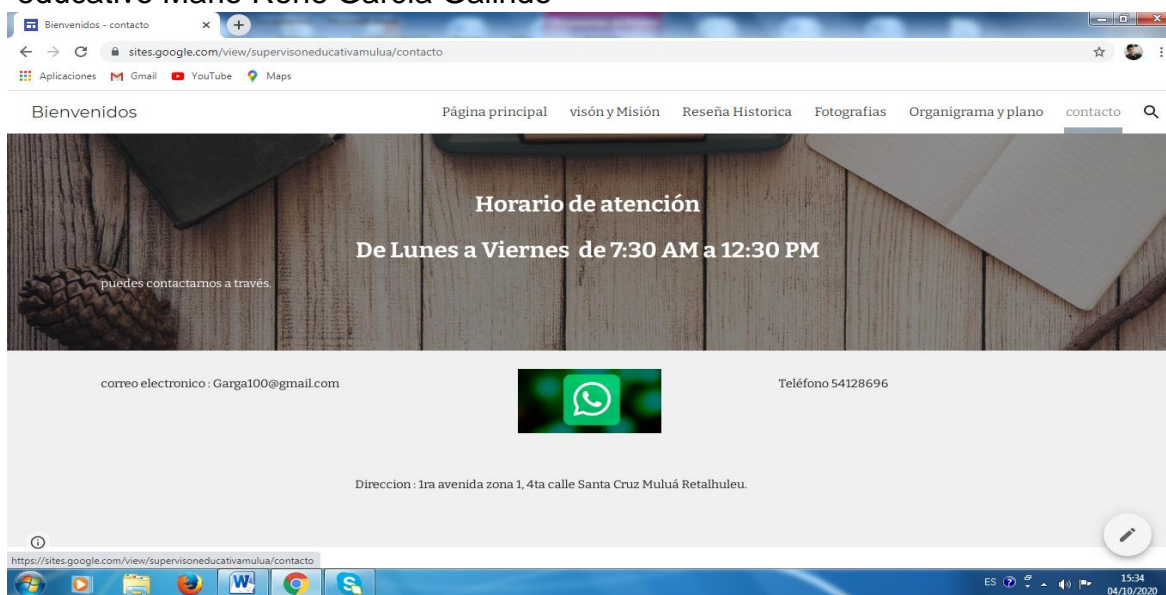 educativo Mario René García Galindo
Bienvenidos - contacto
sites.google.com/view/supervisoneducativamulua/contacto
Aplicaciones Gmail YouTube Maps
Bienvenidos Página principal visón y Misión Reseña Historica Fotografias Organigrama y plano contacto
Horario de atención
De Lunes a Viernes de 7:30 AM a 12:30 PM
puedes contactarnos a través.
correo electronico : Garga100@gmail.com Teléfono 54128696
Direccion : 1ra avenida zona 1, 4ta calle Santa Cruz Muluá Retalhuleu.
https://sites.google.com/view/supervisoneducativamulua/contacto
ES 15:34
04/10/2020